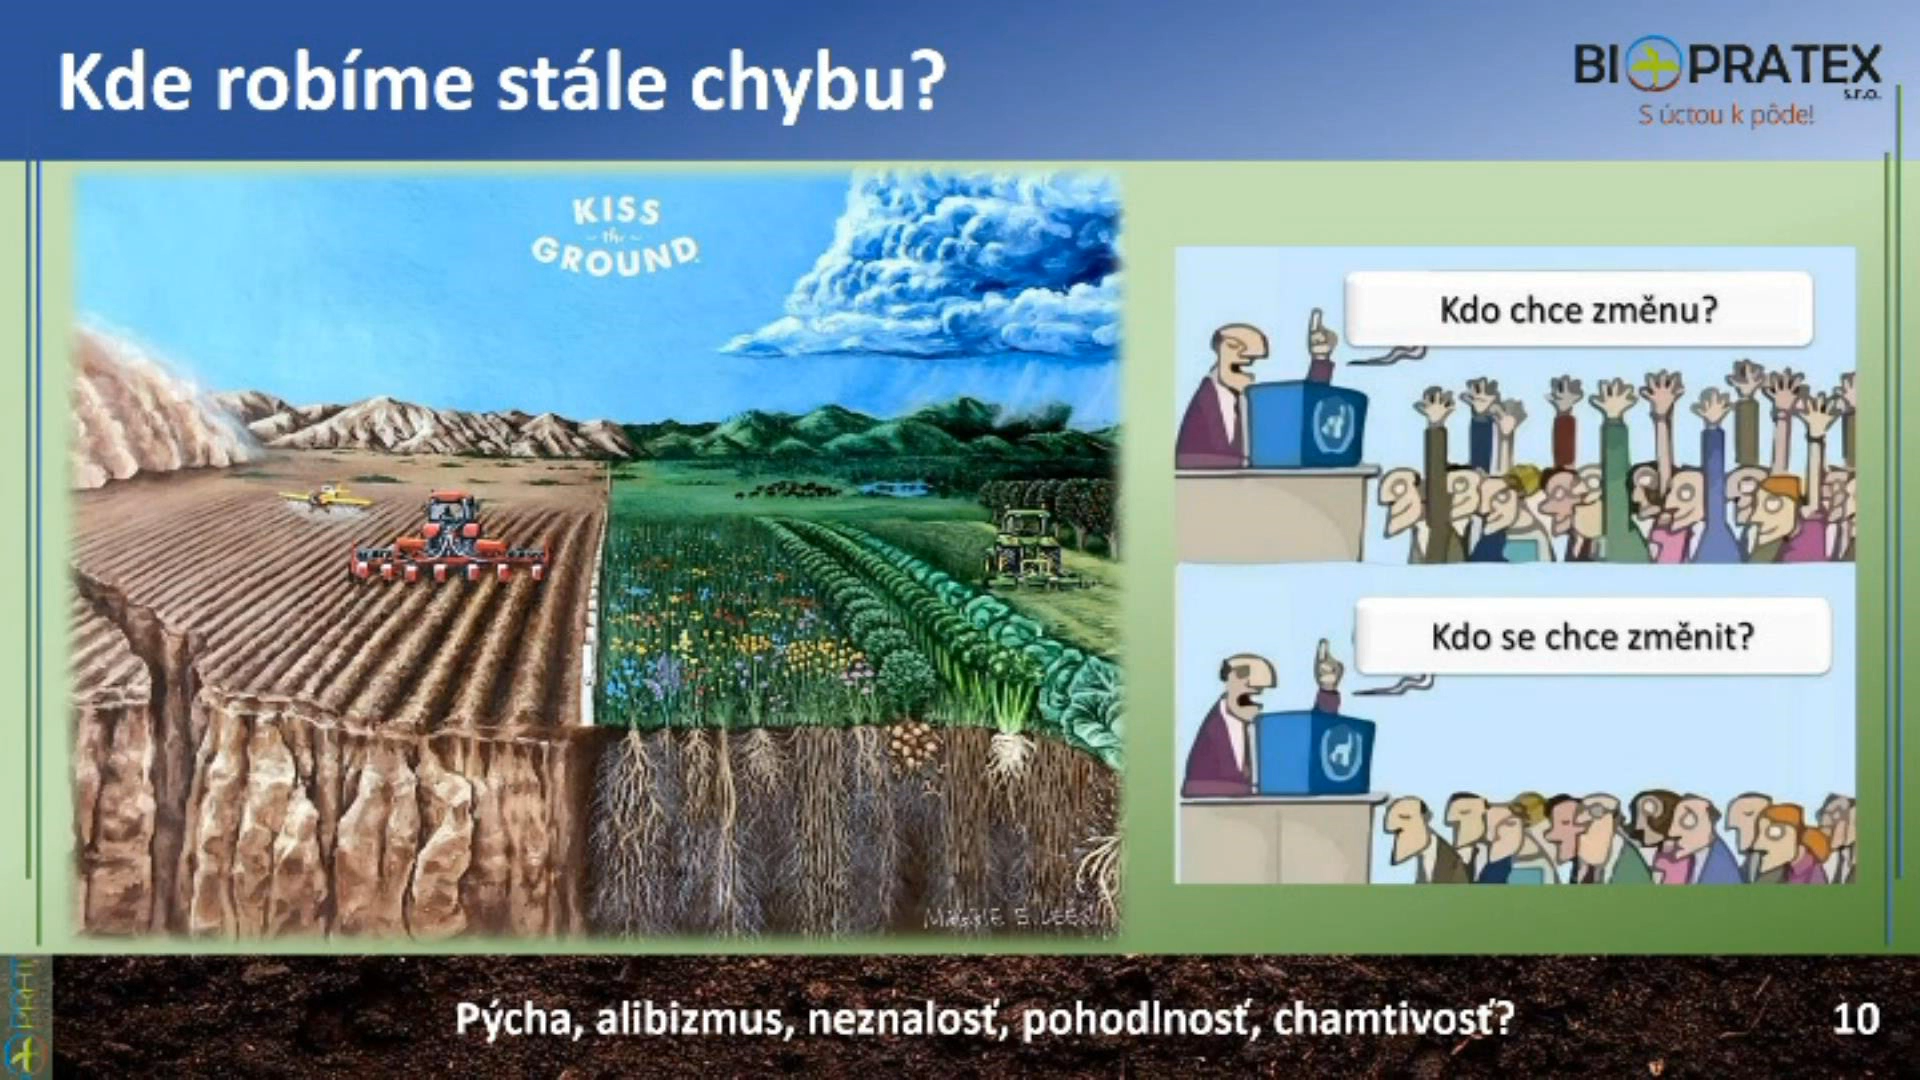 Kde robíme stále chybu?
BIOPRATEX
s.r.o.
S úctou k pôde!
KISS
the
GROUND
Kdo chce změnu?
Kdo se chce změnit?
Pýcha, alibizmus, neznalosť, pohodlnosť, chamtivosť?
10